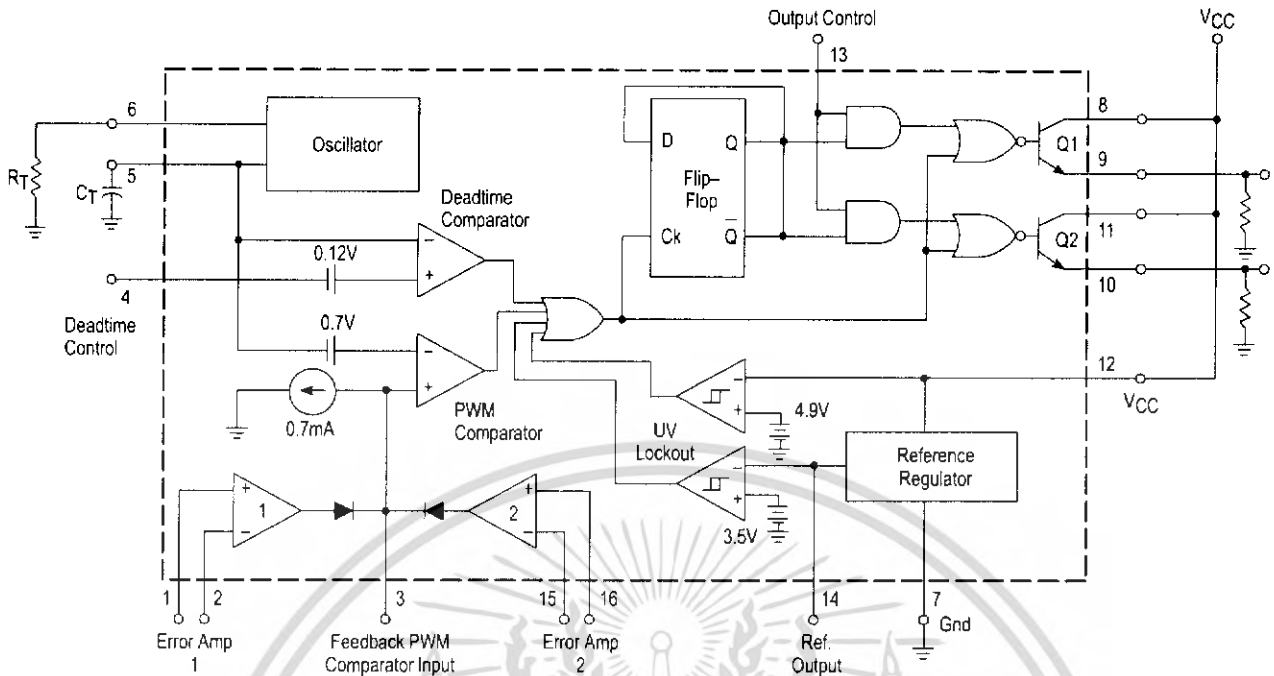 Output Control
VCC
13
6
Oscillator
8
D
Q
Q1
RT
5
CT
9
Flip–
Flop
Deadtime
Comparator
11
Ck
Q
Q2
0.12V
–
+
4
10
Deadtime
Control
0.7V
–
+
12
VCC
–
+
4.9V
0.7mA
PWM
Comparator
UV
Lockout
Reference
Regulator
–
+
+
1
–
+
2
–
3.5V
1
2
3
15
16
14
7
Gnd
Error Amp
1
Feedback PWM
Comparator Input
Error Amp
2
Ref.
Output